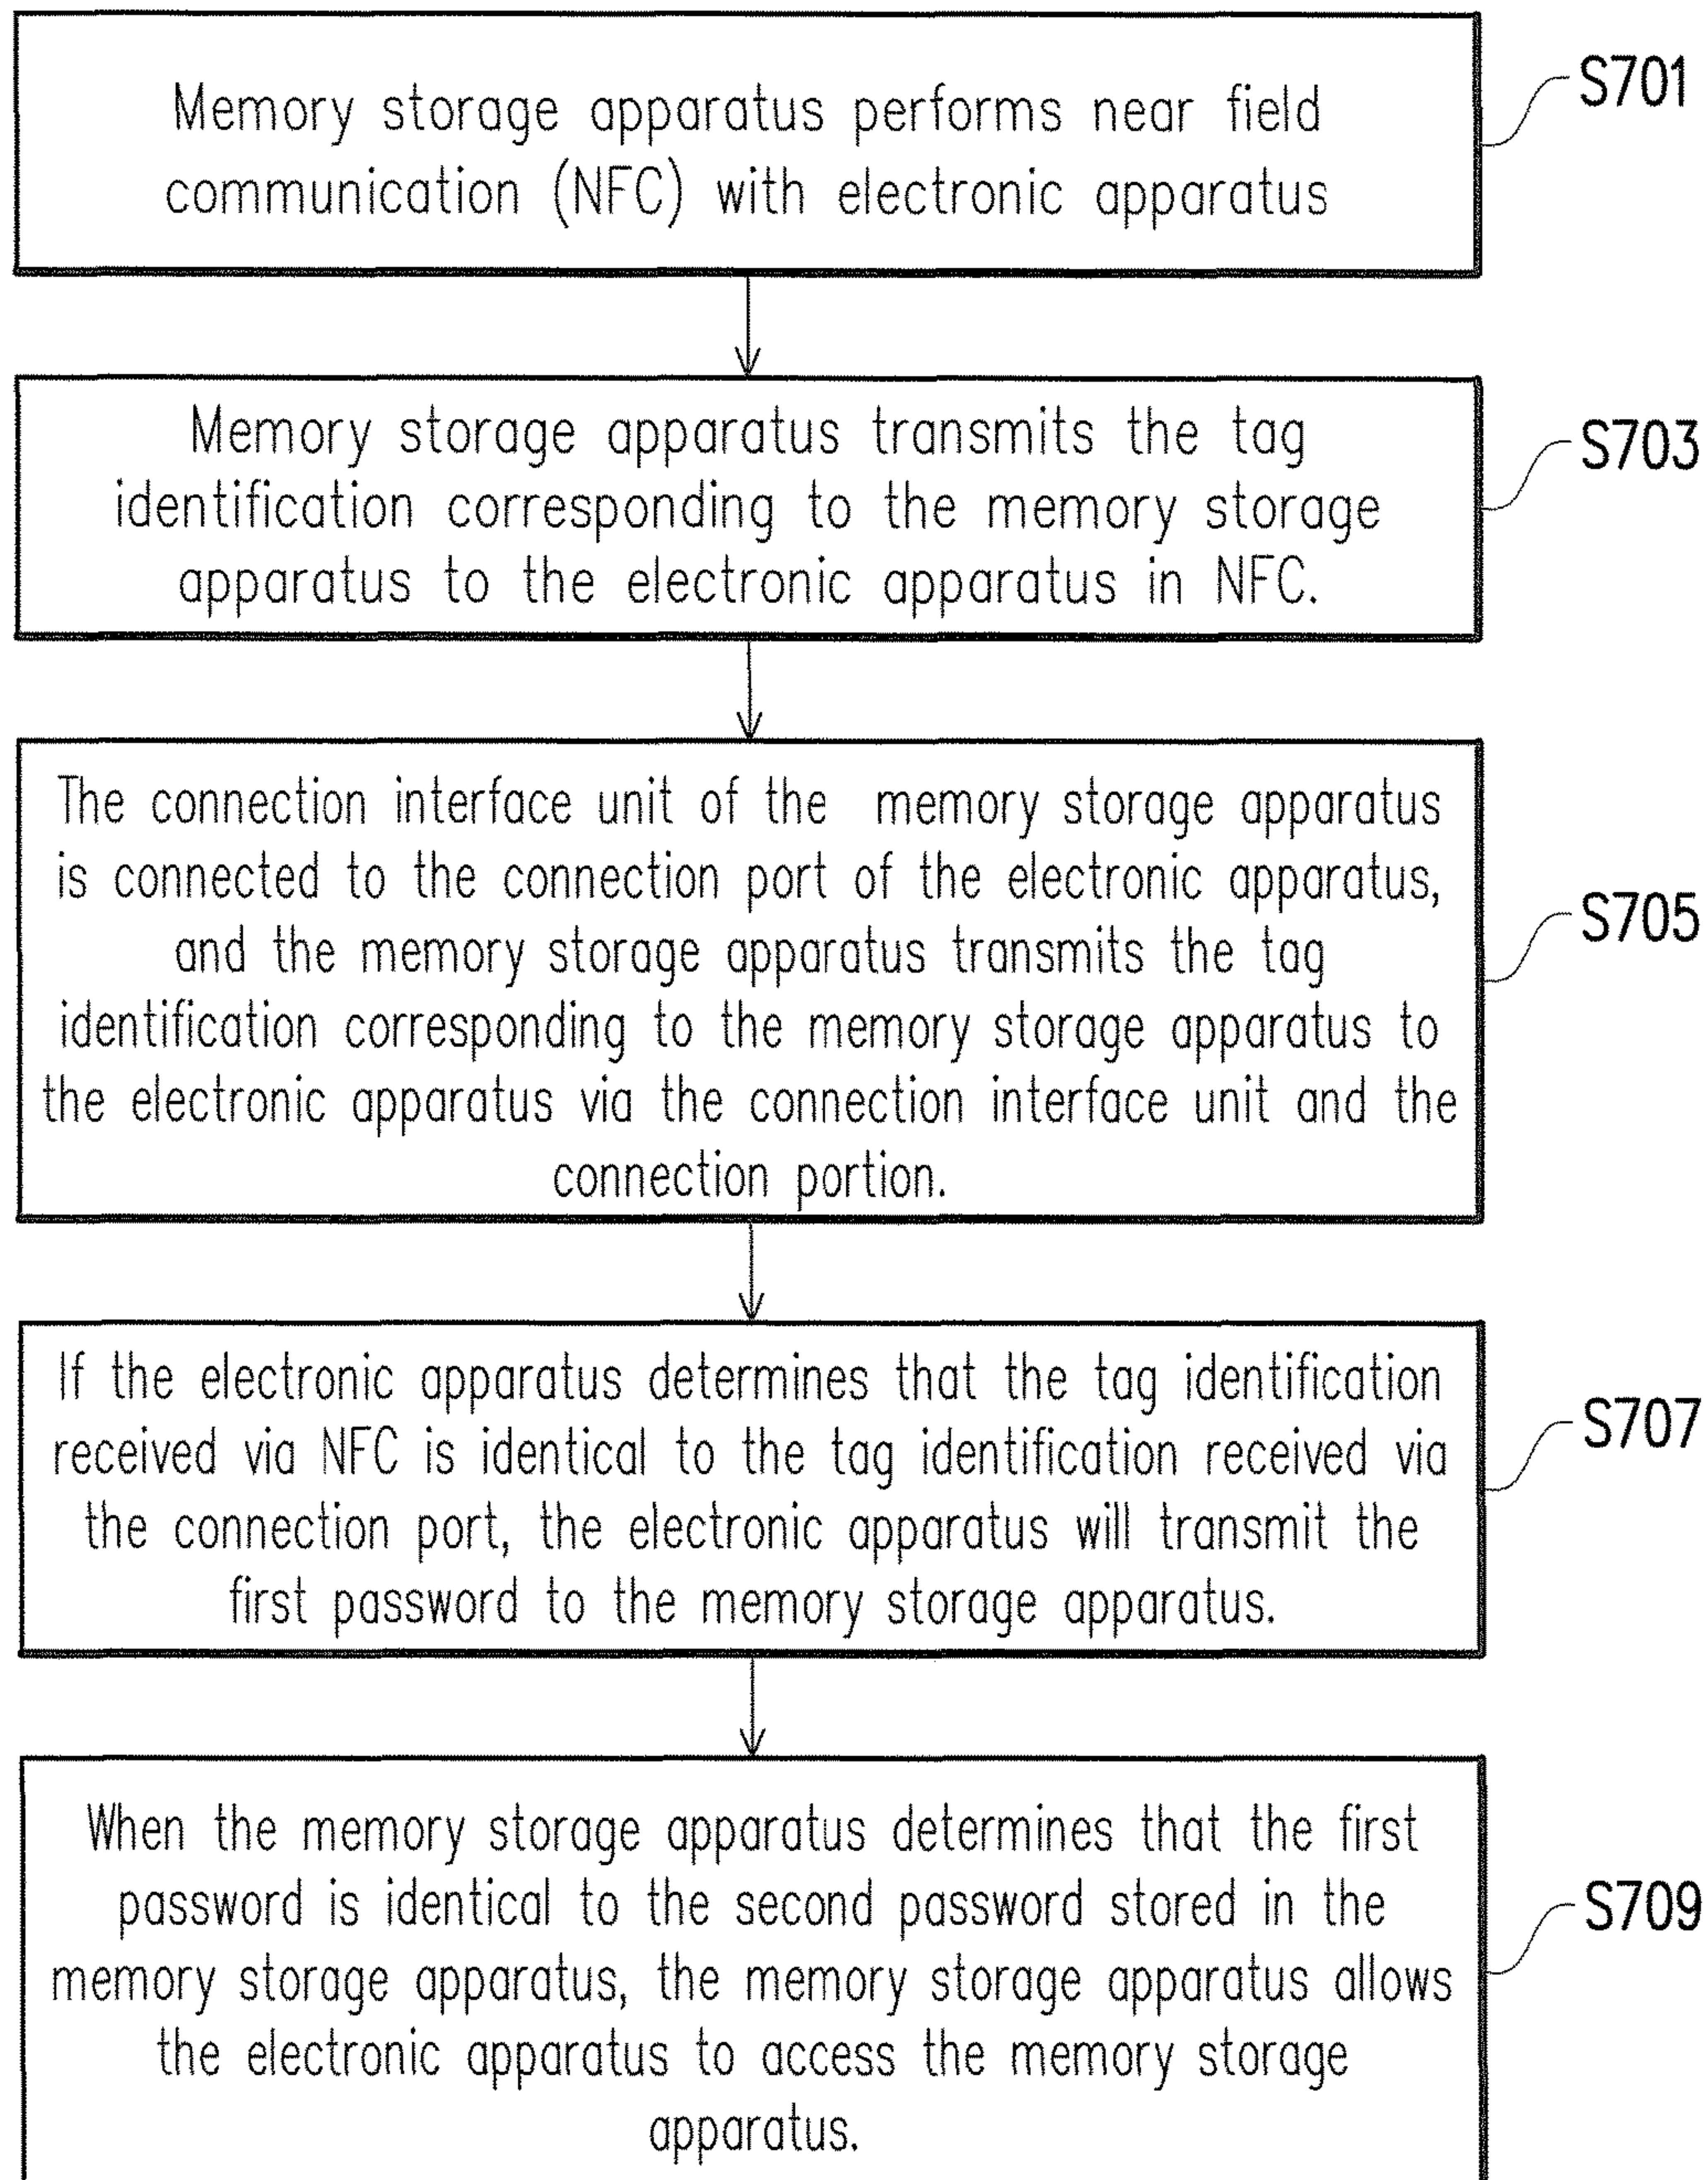 Memory storage apparatus performs near field
communication (NFC) with electronic apparatus
S701
Memory storage apparatus transmits the tag
identification corresponding to the memory storage
apparatus to the electronic apparatus in NFC.
S703
The connection interface unit of the memory storage apparatus
is connected to the connection port of the electronic apparatus,
and the memory storage apparatus transmits the tag
identification corresponding to the memory storage apparatus to
the electronic apparatus via the connection interface unit and the
connection portion.
S705
If the electronic apparatus determines that the tag identification
received via NFC is identical to the tag identification received via
the connection port, the electronic apparatus will transmit the
first password to the memory storage apparatus.
S707
When the memory storage apparatus determines that the first
password is identical to the second password stored in the
memory storage apparatus, the memory storage apparatus allows
the electronic apparatus to access the memory storage
apparatus.
S709